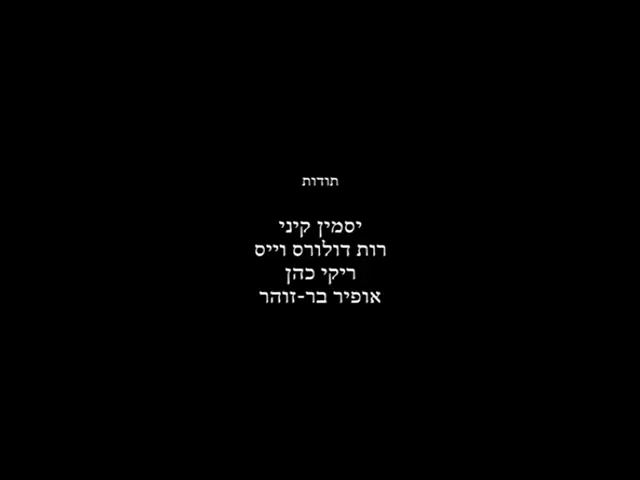 תודות
יסמין קיני
רות דולורס וייס
ריקי כהן
אופיר בר-זוהר